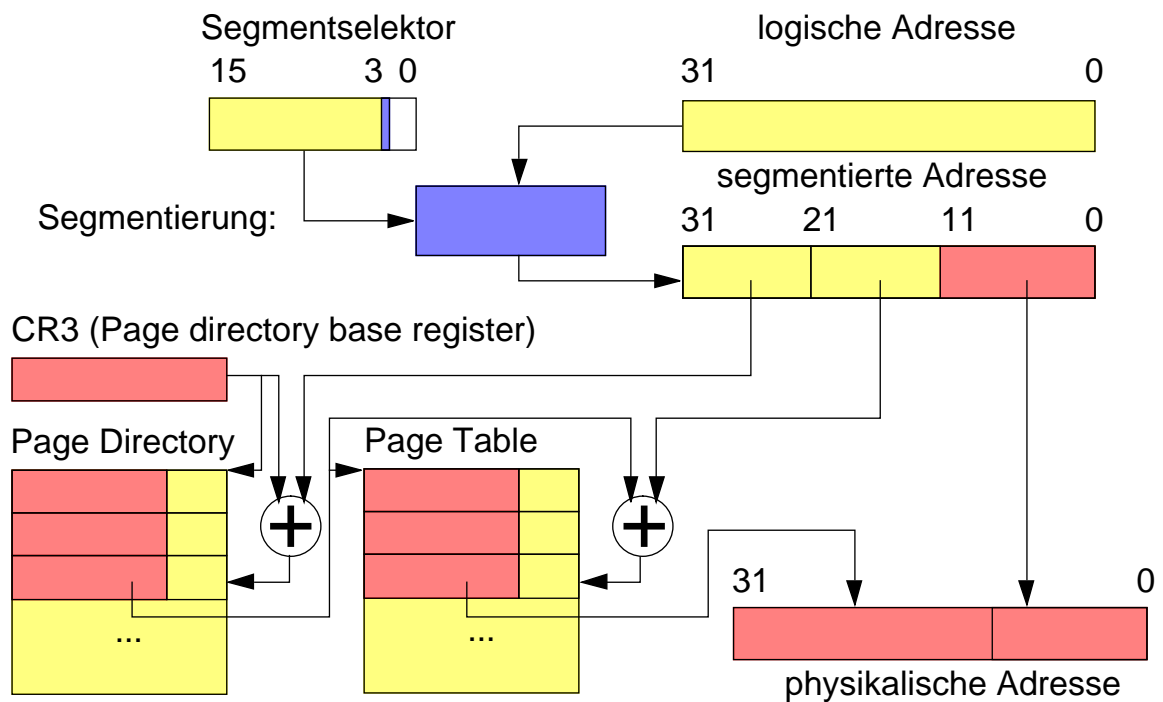 Segmentselektor
logische Adresse
15 3 0
31 0
segmentierte Adresse
Segmentierung:
31 21 11 0
CR3 (Page directory base register)
Page Directory
Page Table
+
+
31 0
...
...
physikalische Adresse